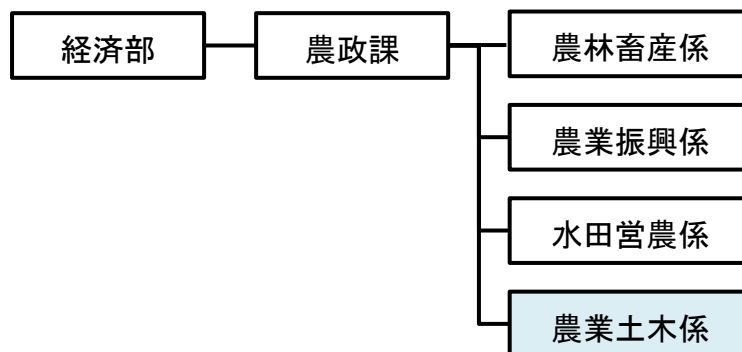 経済部
農政課
農林畜産係
農業振興係
水田営農係
農業土木係